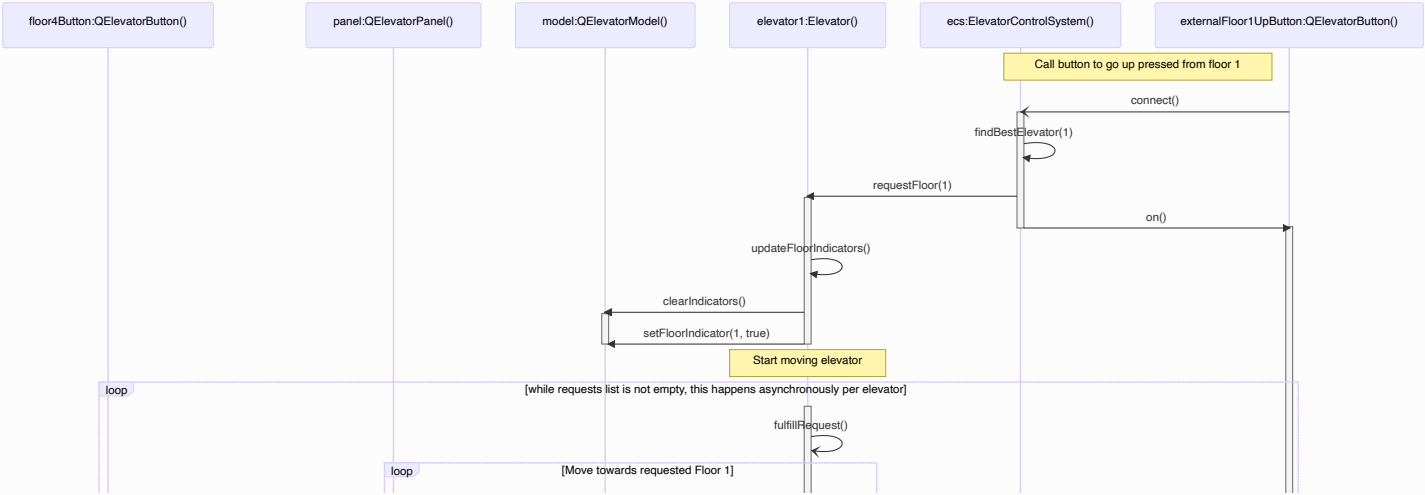 floor4Button:QElevatorButton()
panel:QElevatorPanel()
model:QElevatorModel()
elevator1:Elevator()
ecs:ElevatorControlSystem()
externalFloor1UpButton:QElevatorButton()
Call button to go up pressed from floor 1
connect()
findBestElevator(1)
requestFloor(1)
on()
updateFloorIndicators()
clearIndicators()
setFloorIndicator(1, true)
Start moving elevator
loop
[while requests list is not empty, this happens asynchronously per elevator]
fulfillRequest()
loop
[Move towards requested Floor 1]